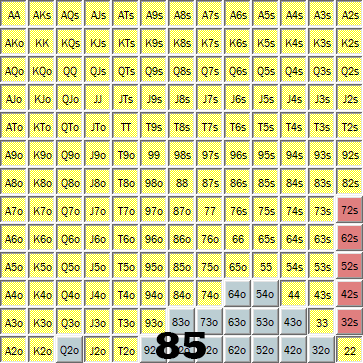 AA AKs AQs AJs ATs A9s A8s A7s A6s A5s A4s A3s A2s
AKo KK KQs KJs KTs K9s K8s K7s K6s K5s K4s K3s K2s
AQo KQo QQ QJs QTs Q9s Q8s Q7s Q6s Q5s Q4s Q3s Q2s
AJo KJo QJo JJ JTs J9s J8s J7s J6s J5s J4s J3s J2s
ATo KTo QTo JTo TT T9s T8s T7s T6s T5s T4s T3s T2s
A9o K9o Q9o J9o T9o 99 98s 97s 96s 95s 94s 93s 92s
A8o K8o Q8o J8o T8o 98o 88 87s 86s 85s 84s 83s 82s
A7o K7o Q7o J7o T7o 97o 87o 77 76s 75s 74s 73s 72s
A6o K6o Q6o J6o T6o 96o 86o 76o 66 65s 64s 63s 62s
A5o K5o Q5o J5o T5o 95o 85o 75o 65o 55 54s 53s 52s
A4o K4o Q4o J4o T4o 94o 84o 74o 64o 54o 44 43s 42s
A3o K3o Q3o J3o T3o 93o 83o 73o 63o 53o 43o 33 32s
A2o K2o Q2o J2o T2o 62o 52o 42o 32o 22
85